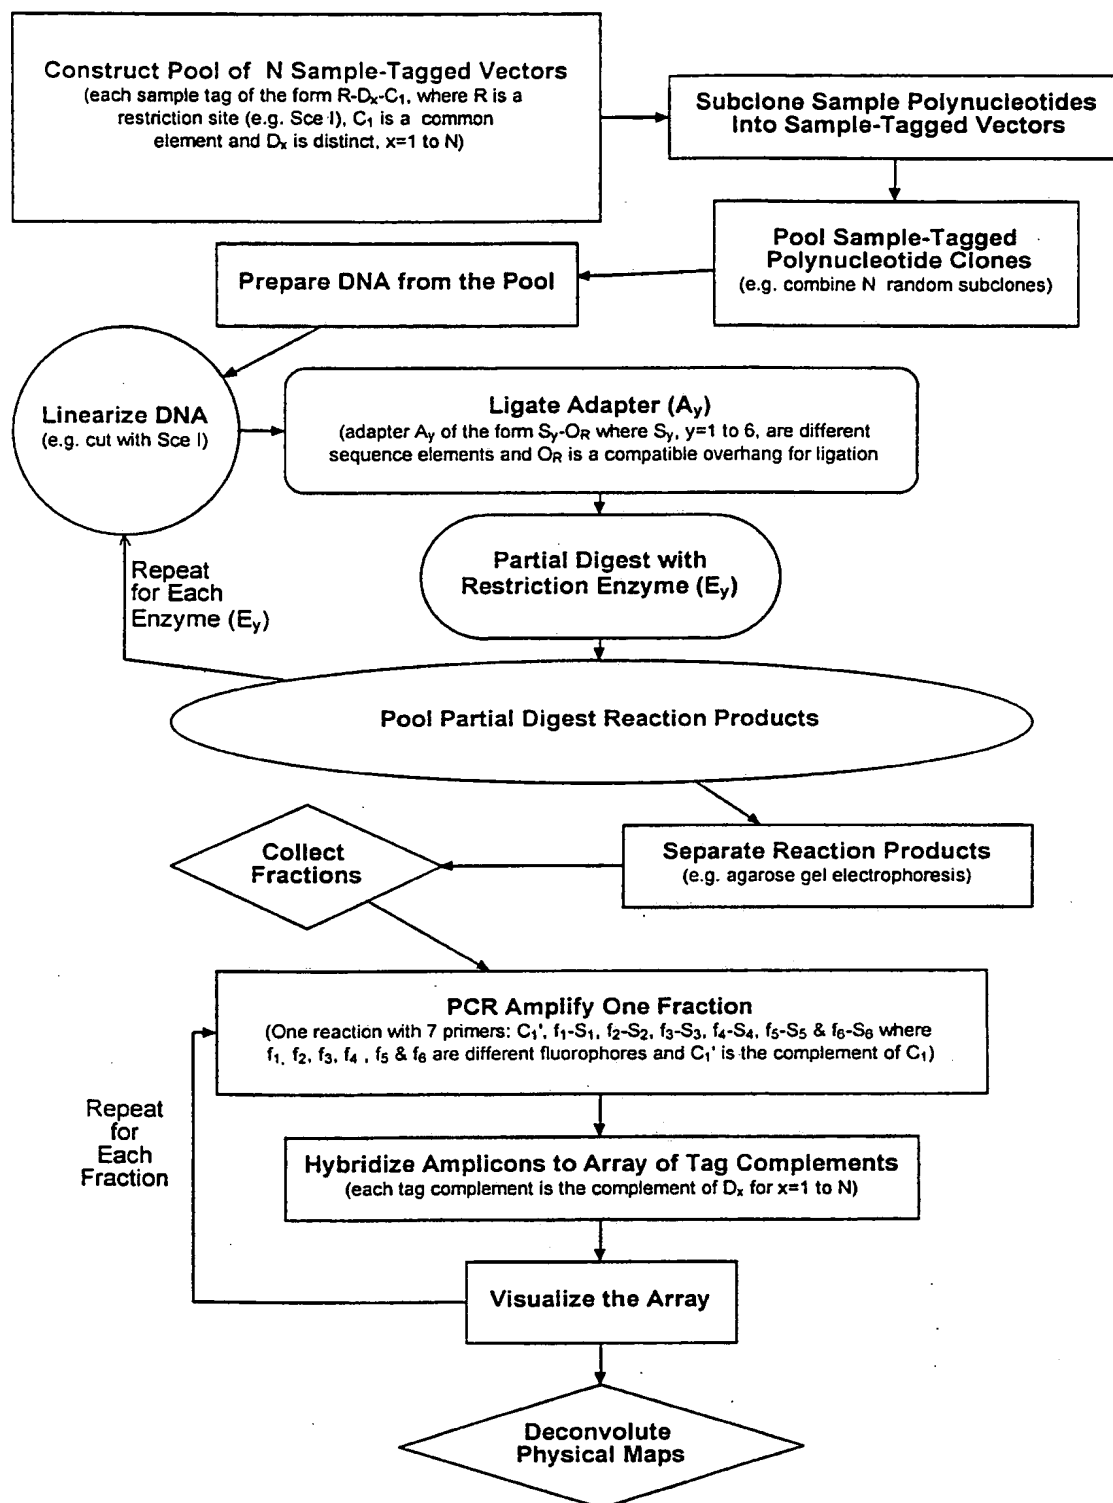 Construct Pool of N Sample-Tagged Vectors
(each sample tag of the form R-Dₓ-C₁, where R is a
restriction site (e.g. Sce I), C₁ is a common
element and Dₓ is distinct, x=1 to N)
Subclone Sample Polynucleotides
Into Sample-Tagged Vectors
Pool Sample-Tagged
Polynucleotide Clones
(e.g. combine N random subclones)
Prepare DNA from the Pool
Linearize DNA
(e.g. cut with Sce I)
Ligate Adapter (Ay)
(adapter Ay of the form Sy-OR where Sy, y=1 to 6, are different
sequence elements and OR is a compatible overhang for ligation
Partial Digest with
Restriction Enzyme (Ey)
Repeat
for Each
Enzyme (Ey)
Pool Partial Digest Reaction Products
Separate Reaction Products
(e.g. agarose gel electrophoresis)
Collect
Fractions
PCR Amplify One Fraction
(One reaction with 7 primers: C₁', f₁-S₁, f₂-S₂, f₃-S₃, f₄-S₄, f₅-S₅ & f₆-S₆ where
f₁, f₂, f₃, f₄ , f₅ & f₆ are different fluorophores and C₁' is the complement of C₁)
Repeat
for
Each
Fraction
Hybridize Amplicons to Array of Tag Complements
(each tag complement is the complement of Dₓ for x=1 to N)
Visualize the Array
Deconvolute
Physical Maps